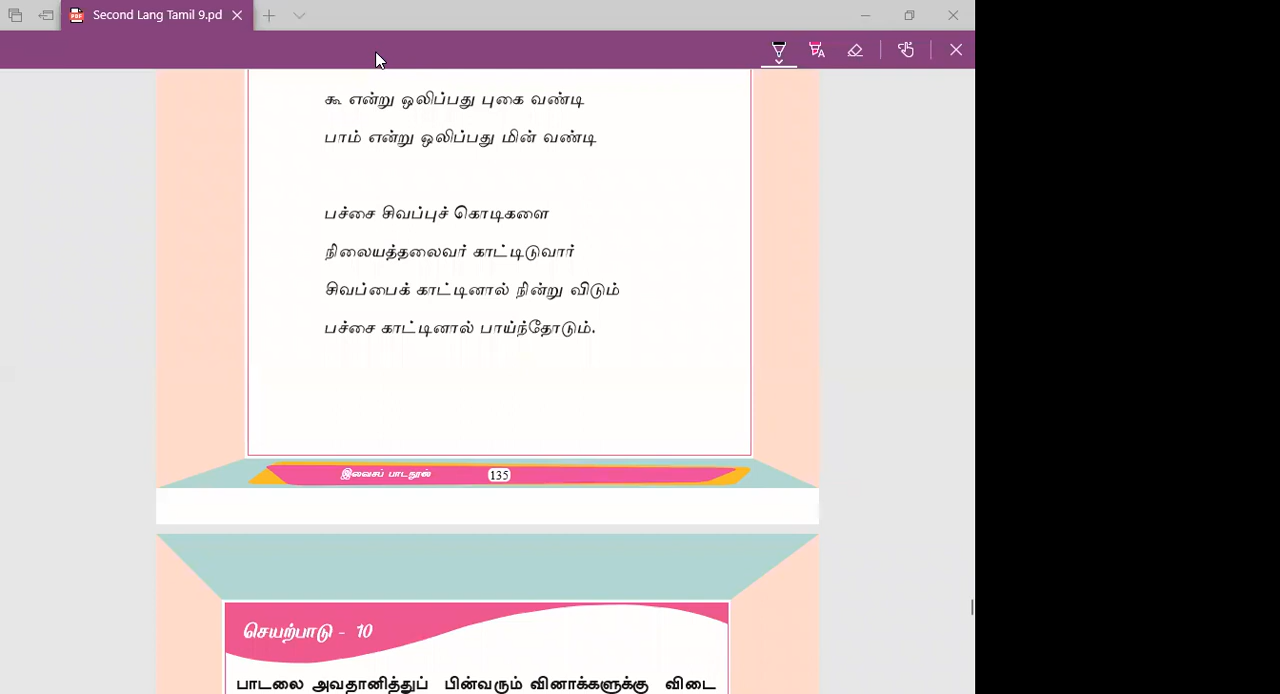 Second Lang Tamil 9.pd
கூ என்று ஒலிப்பது புகை வண்டி
பாம் என்று ஒலிப்பது மின் வண்டி
பச்சை சிவப்புச் கொடிகளை
நிலையத்தலைவர் காட்டிடுவார்
சிவப்பைக் காட்டினால் நின்று விடும்
பச்சை காட்டினால் பாய்ந்தோடும்.
இலவசப் பாடநூல் 135
செயற்பாடு - 10
பாடலை அவதானித்துப் பின்வரும் வினாக்களுக்கு விடை